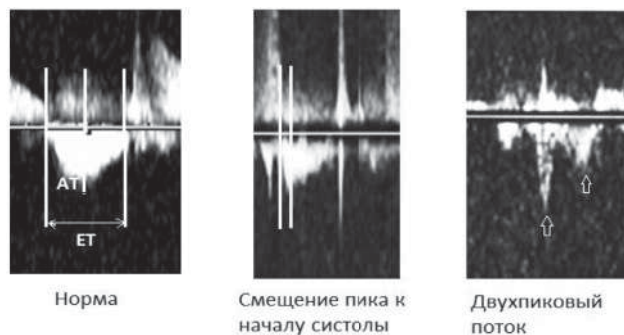 AT
ET
Норма
Смещение пика к
началу систолы
Двухпиковый
поток